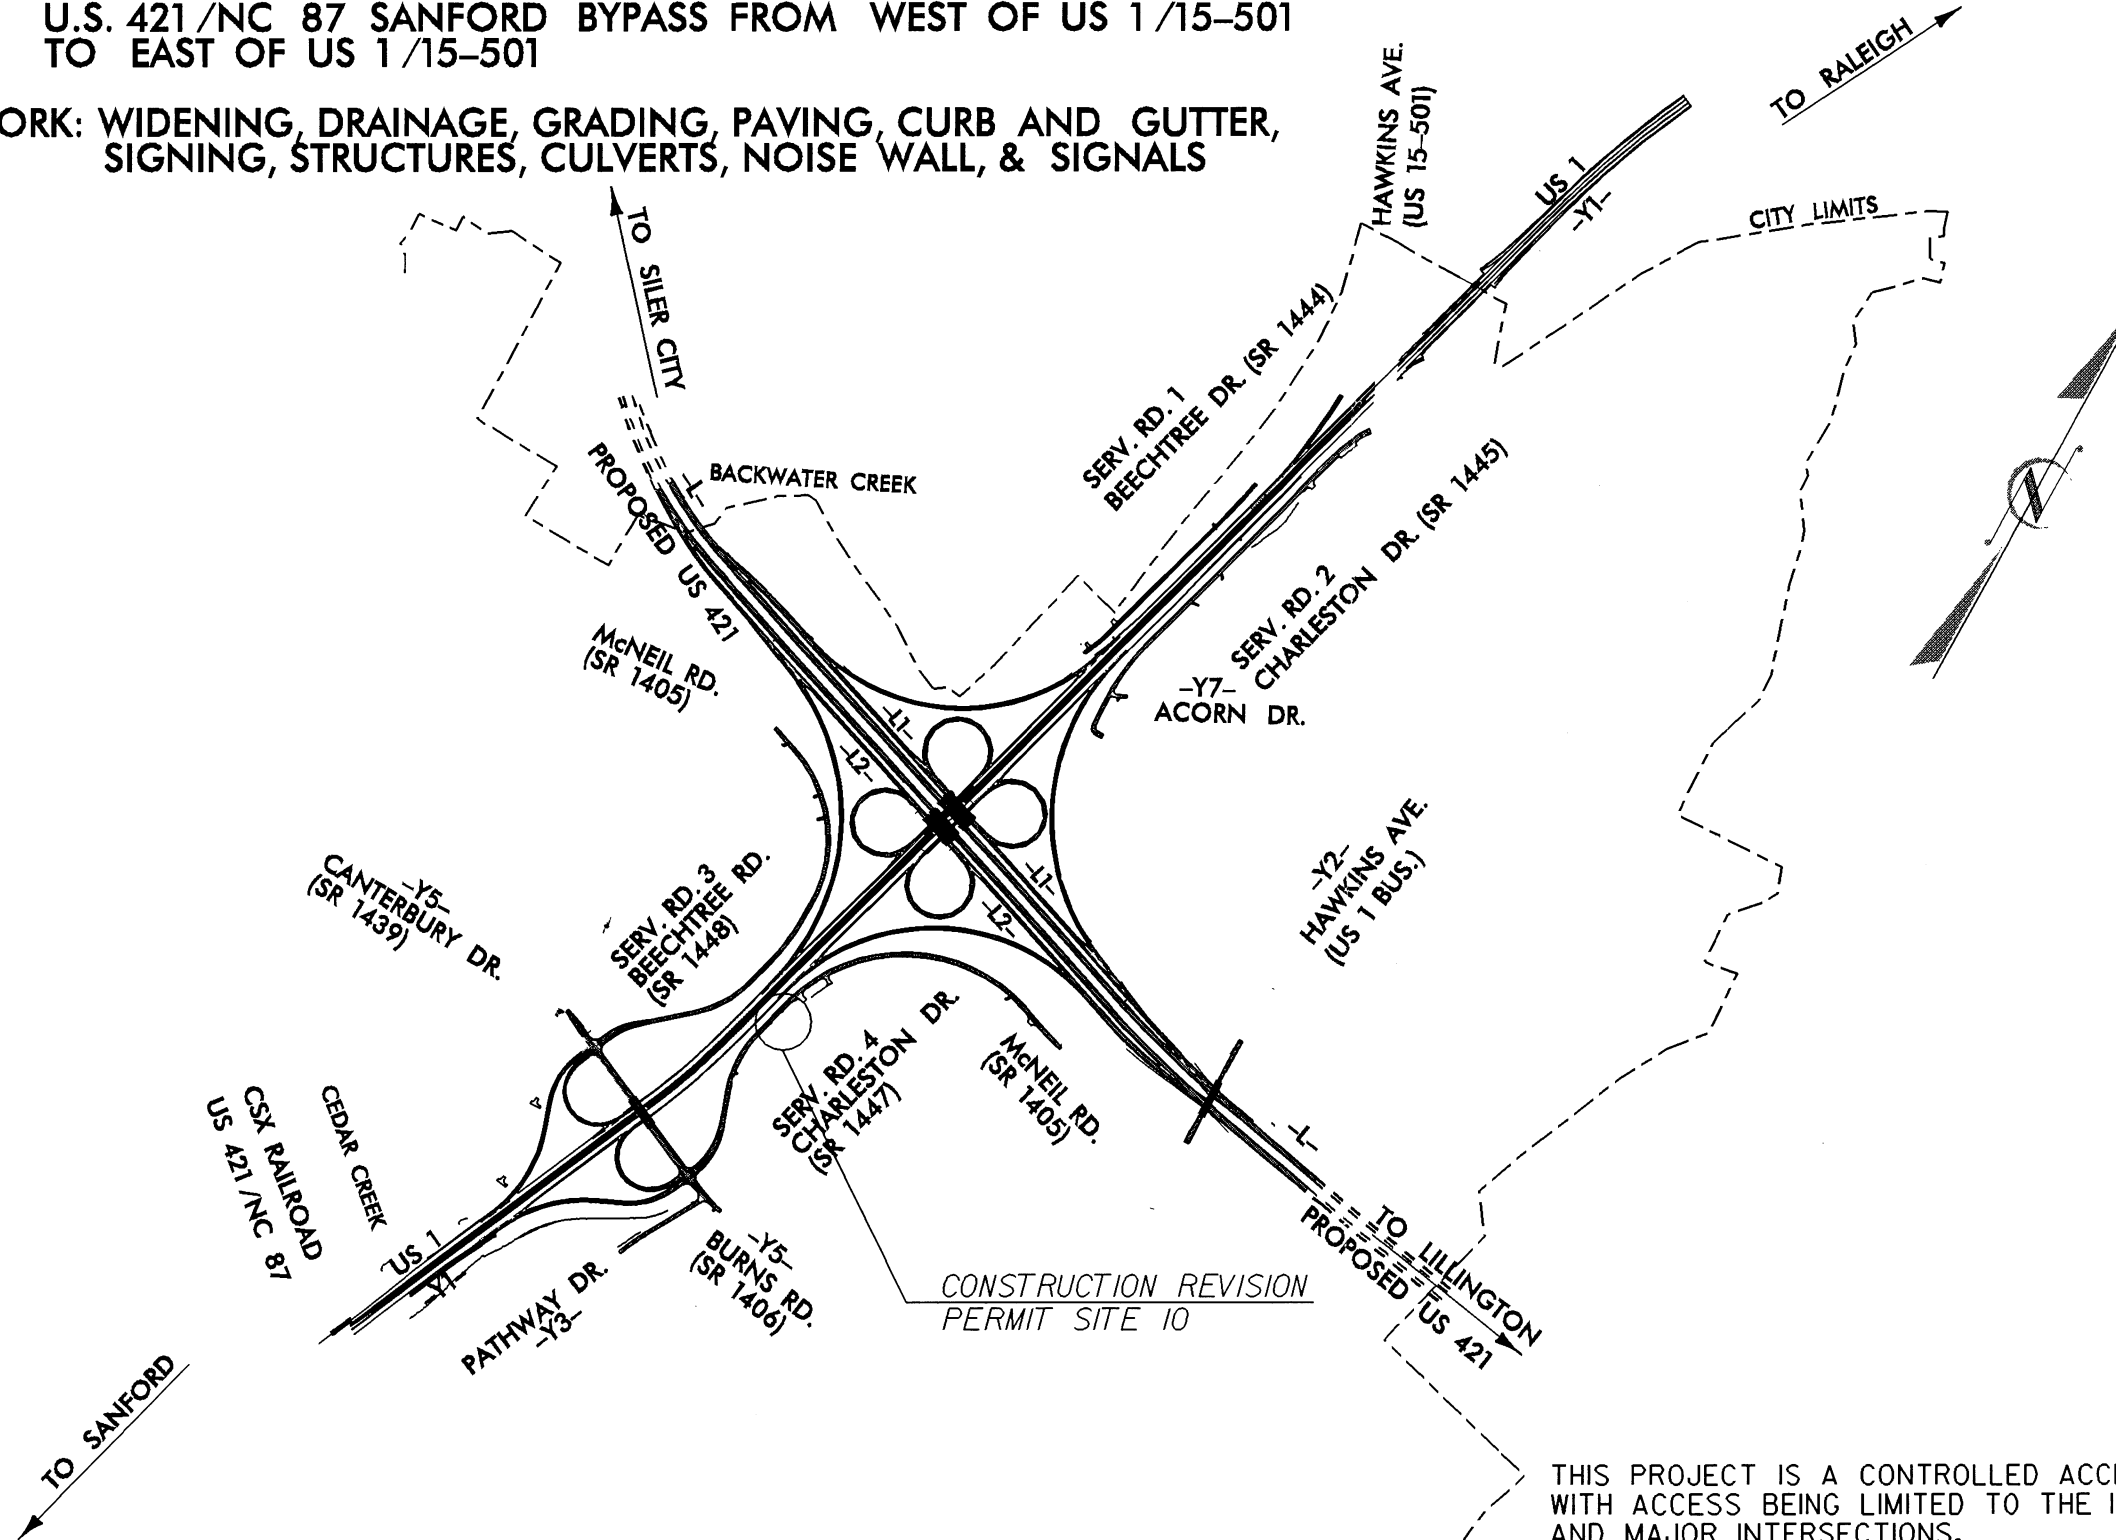 U.S. 421/NC 87 SANFORD BYPASS FROM WEST OF US 1/15–501
TO EAST OF US 1/15–501
ORK: WIDENING, DRAINAGE, GRADING, PAVING, CURB AND GUTTER,
SIGNING, STRUCTURES, CULVERTS, NOISE WALL, & SIGNALS
TO RALEIGH
HAWKINS AVE.
(US 15–501)
US 1
–Y1–
CITY LIMITS
TO SILER CITY
SERV. RD. 1
BEECHTREE DR. (SR 1444)
–L–
BACKWATER CREEK
PROPOSED US 421
SERV. RD. 2
CHARLESTON DR. (SR 1445)
N
McNEIL RD.
(SR 1405)
–Y7–
ACORN DR.
–L1–
–L2–
–Y2–
HAWKINS AVE.
(US 1 BUS.)
–L1–
–L2–
–Y5–
CANTERBURY DR.
(SR 1439)
SERV. RD. 3
BEECHTREE RD.
(SR 1448)
SERV. RD. 4
CHARLESTON DR.
(SR 1447)
McNEIL RD.
(SR 1405)
CEDAR CREEK
CSX RAILROAD
US 421/NC 87
–L–
TO LILLINGTON
PROPOSED US 421
US 1
–Y1–
–Y5–
BURNS RD.
(SR 1406)
PATHWAY DR.
–Y3–
CONSTRUCTION REVISION
PERMIT SITE 10
TO SANFORD
THIS PROJECT IS A CONTROLLED
WITH ACCESS BEING LIMITED TO THE
AND MAJOR INTERSECTIONS.